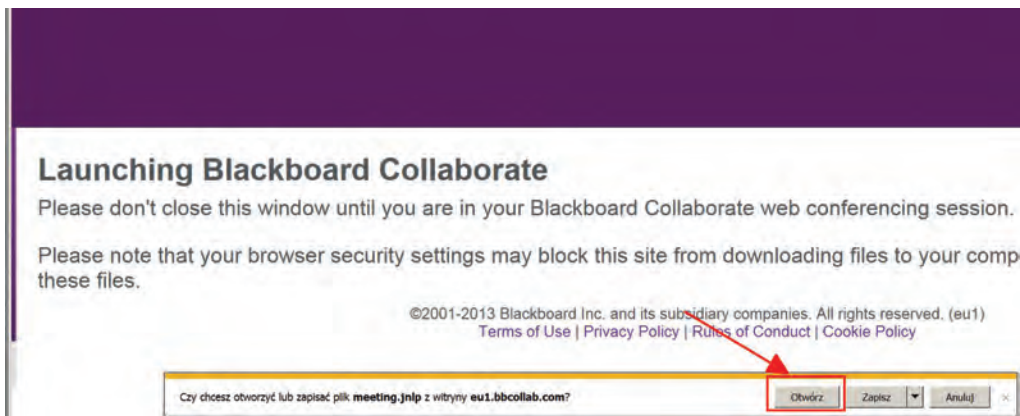 Launching Blackboard Collaborate
Please don't close this window until you are in your Blackboard Collaborate web conferencing session.
Please note that your browser security settings may block this site from downloading files to your comp
these files.
©2001-2013 Blackboard Inc. and its subsidiary companies. All rights reserved. (eu1)
Terms of Use | Privacy Policy | Rules of Conduct | Cookie Policy
Czy chcesz otworzyć lub zapisać plik meeting.jnlp z witryny eu1.bbcollab.com? Otwórz Zapisz Anuluj